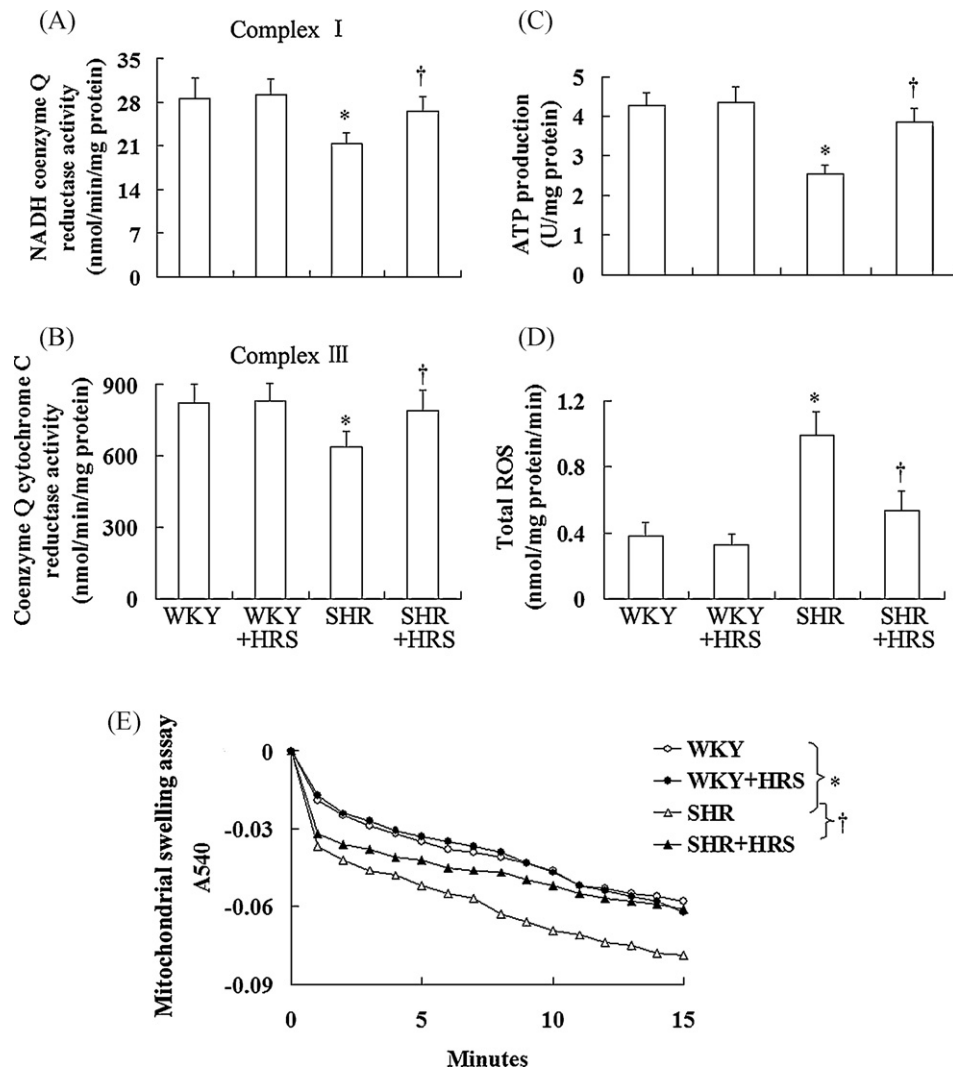 (A)
Complex Ⅰ
NADH coenzyme Q
reductase activity
(nmol/min/mg protein)
35
28
21
14
7
0
*
†
(C)
ATP production
(U/mg protein)
5
4
3
2
1
0
*
†
(B)
Complex Ⅲ
Coenzyme Q cytochrome C
reductase activity
(nmol/min/mg protein)
900
600
300
0
*
†
WKY
WKY
+HRS
SHR
SHR
+HRS
(D)
Total ROS
(nmol/mg protein/min)
1.2
0.8
0.4
0
*
†
WKY
WKY
+HRS
SHR
SHR
+HRS
(E)
Mitochondrial swelling assay
A540
0
-0.03
-0.06
-0.09
0
5
10
15
Minutes
WKY
WKY+HRS
SHR
SHR+HRS
*
†